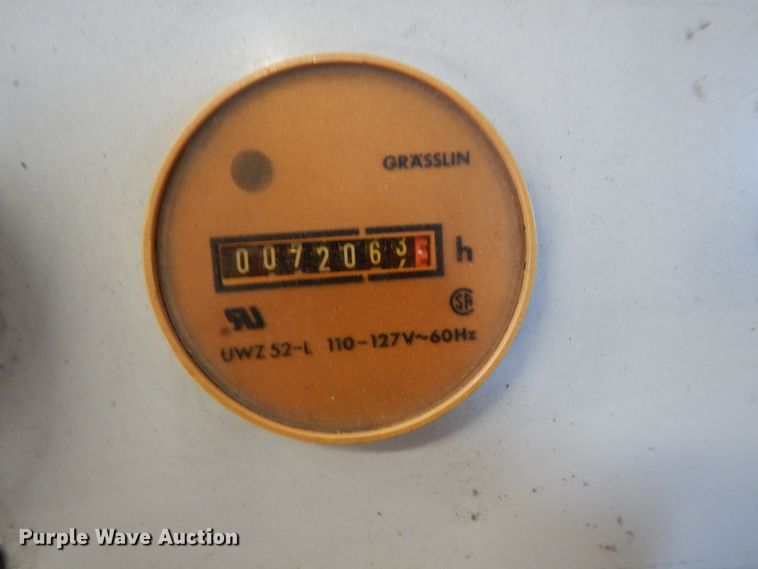 GRÄSSLIN
0072063 h
UWZ 52-L 110-127V~60Hz
Purple Wave Auction